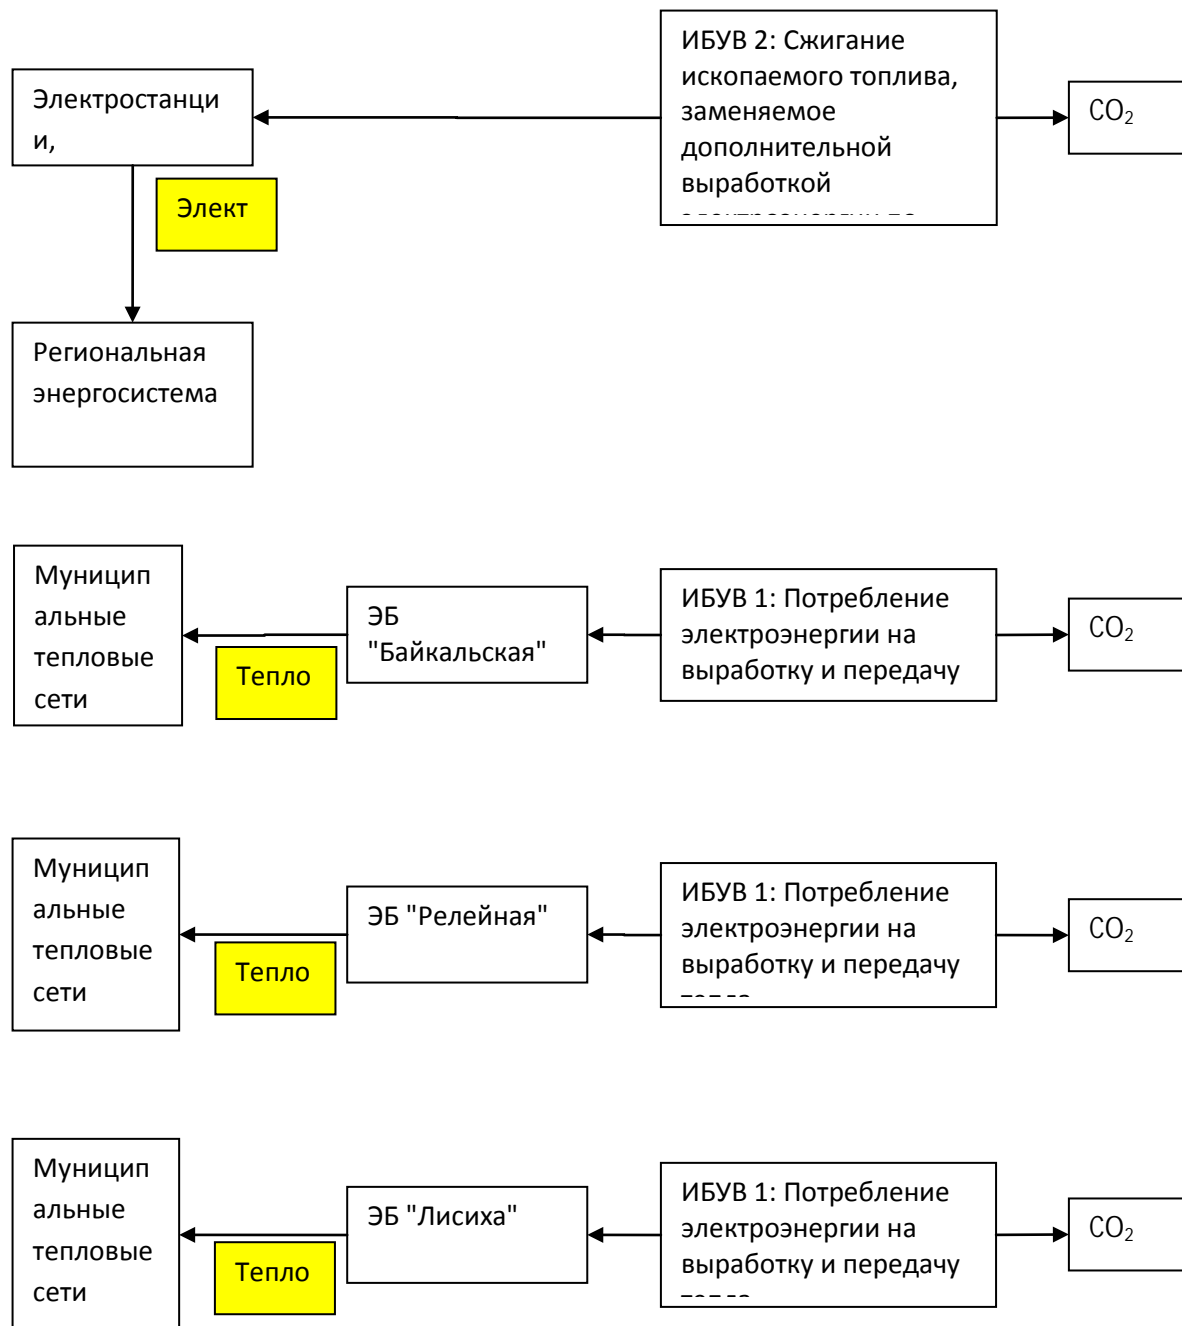 ИБУВ 2: Сжигание
ископаемого топлива,
заменяемое
дополнительной
выработкой
CO₂
Электростанци
и,
Элект
Региональная
энергосистема
Муницип
альные
тепловые
сети
Тепло
ЭБ
"Байкальская"
ИБУВ 1: Потребление
электроэнергии на
выработку и передачу
CO₂
Муницип
альные
тепловые
сети
Тепло
ЭБ "Релейная"
ИБУВ 1: Потребление
электроэнергии на
выработку и передачу
CO₂
Муницип
альные
тепловые
сети
Тепло
ЭБ "Лисиха"
ИБУВ 1: Потребление
электроэнергии на
выработку и передачу
CO₂